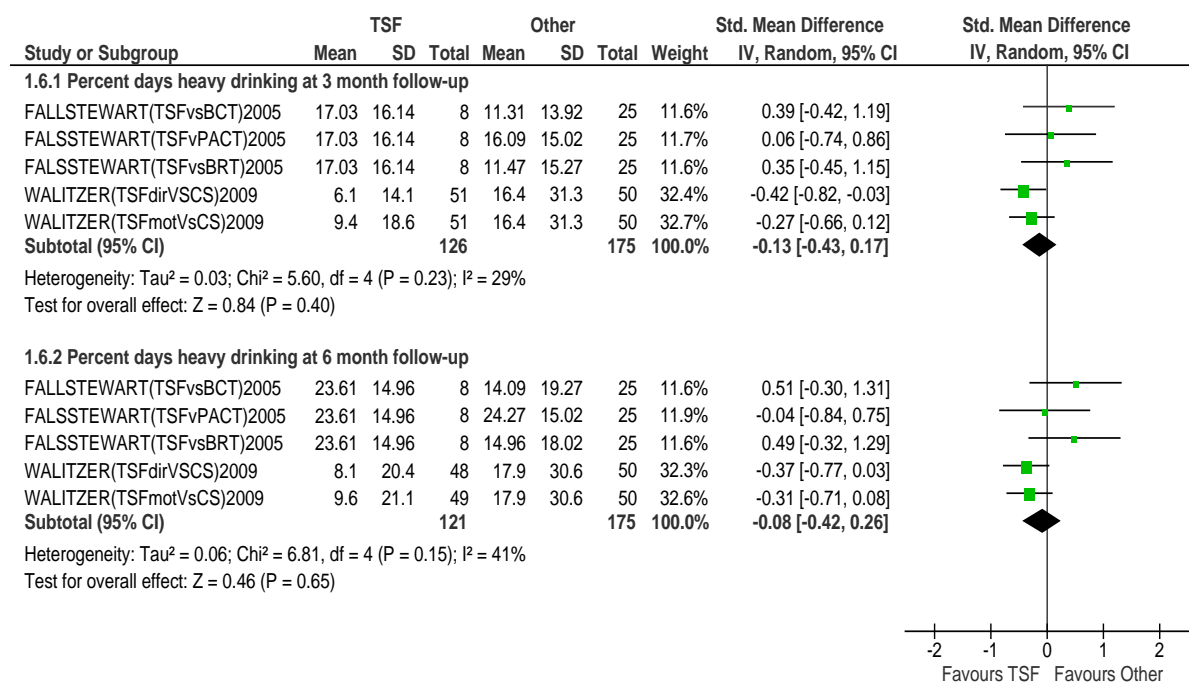 TSF Other Std. Mean Difference Std. Mean Difference
Study or Subgroup Mean SD Total Mean SD Total Weight IV, Random, 95% CI IV, Random, 95% CI
1.6.1 Percent days heavy drinking at 3 month follow-up
FALLSTEWART(TSFvsBCT)2005 17.03 16.14 8 11.31 13.92 25 11.6% 0.39 [-0.42, 1.19]
FALSSTEWART(TSFvPACT)2005 17.03 16.14 8 16.09 15.02 25 11.7% 0.06 [-0.74, 0.86]
FALSSTEWART(TSFvsBRT)2005 17.03 16.14 8 11.47 15.27 25 11.6% 0.35 [-0.45, 1.15]
WALITZER(TSFdirVSCS)2009 6.1 14.1 51 16.4 31.3 50 32.4% -0.42 [-0.82, -0.03]
WALITZER(TSFmotVsCS)2009 9.4 18.6 51 16.4 31.3 50 32.7% -0.27 [-0.66, 0.12]
Subtotal (95% CI) 126 175 100.0% -0.13 [-0.43, 0.17]
Heterogeneity: Tau² = 0.03; Chi² = 5.60, df = 4 (P = 0.23); I² = 29%
Test for overall effect: Z = 0.84 (P = 0.40)
1.6.2 Percent days heavy drinking at 6 month follow-up
FALLSTEWART(TSFvsBCT)2005 23.61 14.96 8 14.09 19.27 25 11.6% 0.51 [-0.30, 1.31]
FALSSTEWART(TSFvPACT)2005 23.61 14.96 8 24.27 15.02 25 11.9% -0.04 [-0.84, 0.75]
FALSSTEWART(TSFvsBRT)2005 23.61 14.96 8 14.96 18.02 25 11.6% 0.49 [-0.32, 1.29]
WALITZER(TSFdirVSCS)2009 8.1 20.4 48 17.9 30.6 50 32.3% -0.37 [-0.77, 0.03]
WALITZER(TSFmotVsCS)2009 9.6 21.1 49 17.9 30.6 50 32.6% -0.31 [-0.71, 0.08]
Subtotal (95% CI) 121 175 100.0% -0.08 [-0.42, 0.26]
Heterogeneity: Tau² = 0.06; Chi² = 6.81, df = 4 (P = 0.15); I² = 41%
Test for overall effect: Z = 0.46 (P = 0.65)
-2 -1 0 1 2
Favours TSF Favours Other